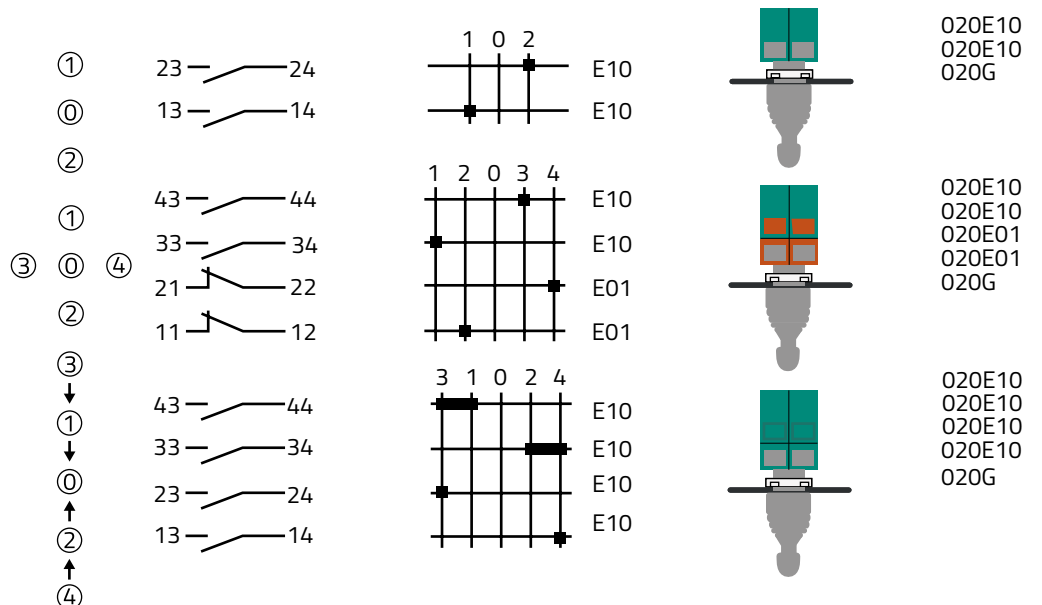 1 0 2
① 23 24 E10
⓪ 13 14 E10
②
020E10
020E10
020G
1 2 0 3 4
① 43 44 E10
33 34 E10
③ ⓪ ④
21 22 E01
② 11 12 E01
020E10
020E10
020E01
020E01
020G
3 1 0 2 4
③
↓
① 43 44 E10
↓
33 34 E10
⓪ 23 24 E10
↑
② 13 14 E10
↑
④
020E10
020E10
020E10
020E10
020G